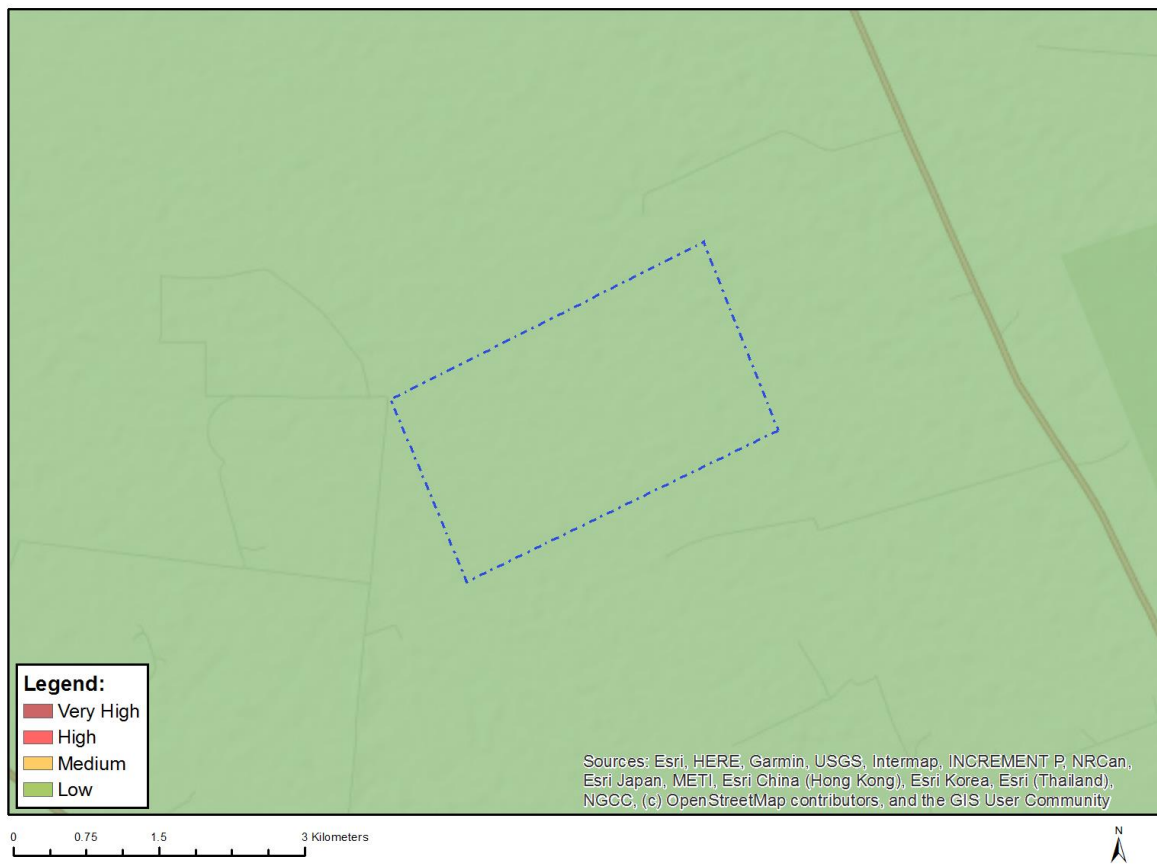 Legend:
Very High
High
Medium
Low
Sources: Esri, HERE, Garmin, USGS, Intermap, INCREMENT P, NRCan,
Esri Japan, METI, Esri China (Hong Kong), Esri Korea, Esri (Thailand),
NGCC, (c) OpenStreetMap contributors, and the GIS User Community
0 0.75 1.5 3 Kilometers
N